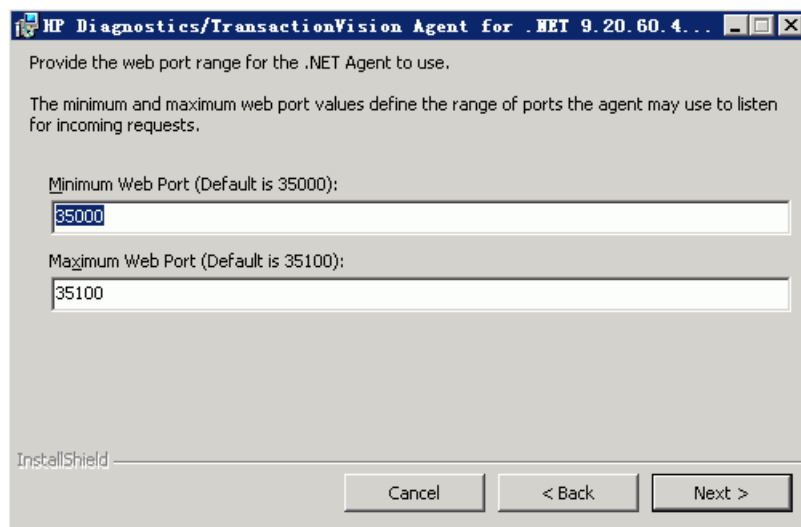 HP Diagnostics/TransactionVision Agent for .NET 9.20.60.4...
Provide the web port range for the .NET Agent to use.
The minimum and maximum web port values define the range of ports the agent may use to listen
for incoming requests.
Minimum Web Port (Default is 35000):
35000
Maximum Web Port (Default is 35100):
35100
InstallShield
Cancel
< Back
Next >